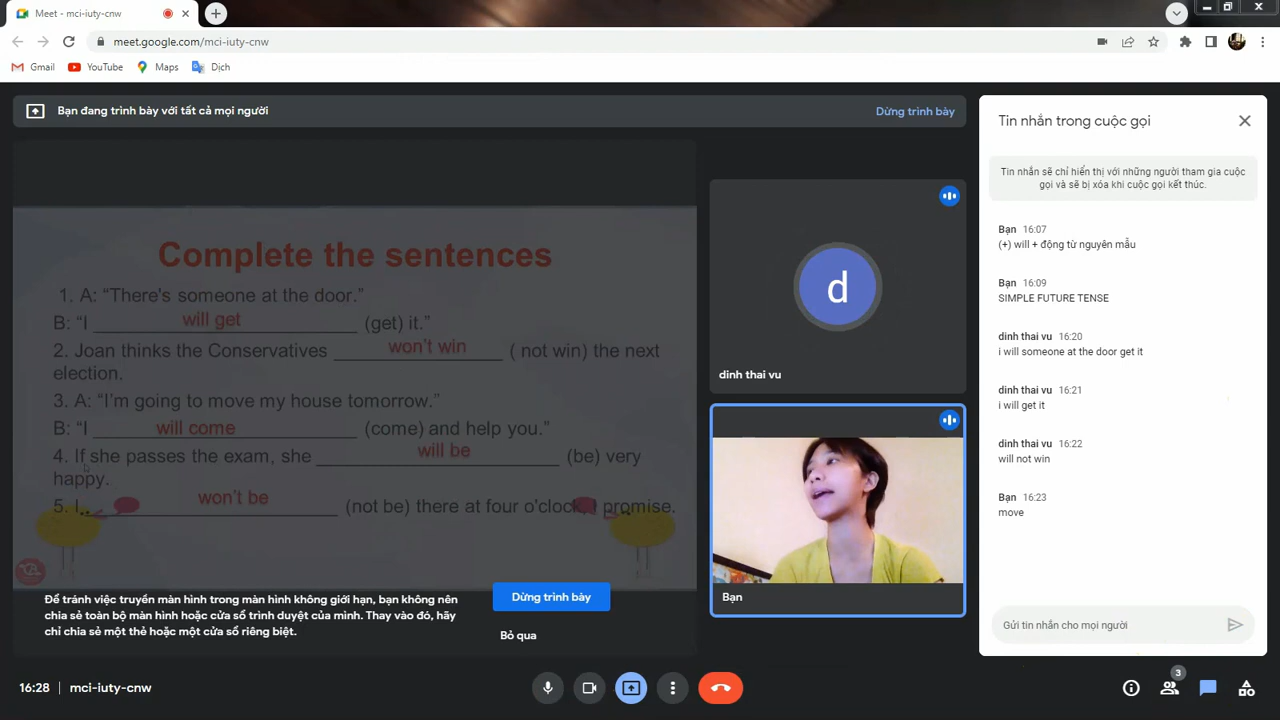 Meet - mci-iuty-cnw
meet.google.com/mci-iuty-cnw
Gmail YouTube Maps Dịch
Bạn đang trình bày với tất cả mọi người
Dừng trình bày
Complete the sentences
1. A: “There's someone at the door.”
B: “I will get (get) it.”
2. Joan thinks the Conservatives won't win ( not win) the next
election.
3. A: “I'm going to move my house tomorrow.”
B: “I will come (come) and help you.”
4. If she passes the exam, she will be (be) very
happy.
5. I won't be (not be) there at four o'clock, I promise.
Để tránh việc truyền màn hình trong màn hình không giới hạn, bạn không nên
chia sẻ toàn bộ màn hình hoặc cửa sổ trình duyệt của mình. Thay vào đó, hãy
chỉ chia sẻ một thẻ hoặc một cửa sổ riêng biệt.
Dừng trình bày
Bỏ qua
d
dinh thai vu
Bạn
Tin nhắn trong cuộc gọi
Tin nhắn sẽ chỉ hiển thị với những người tham gia cuộc
gọi và sẽ bị xóa khi cuộc gọi kết thúc.
Bạn 16:07
(+) will + động từ nguyên mẫu
Bạn 16:09
SIMPLE FUTURE TENSE
dinh thai vu 16:20
i will someone at the door get it
dinh thai vu 16:21
i will get it
dinh thai vu 16:22
will not win
Bạn 16:23
move
Gửi tin nhắn cho mọi người
16:28 | mci-iuty-cnw
3